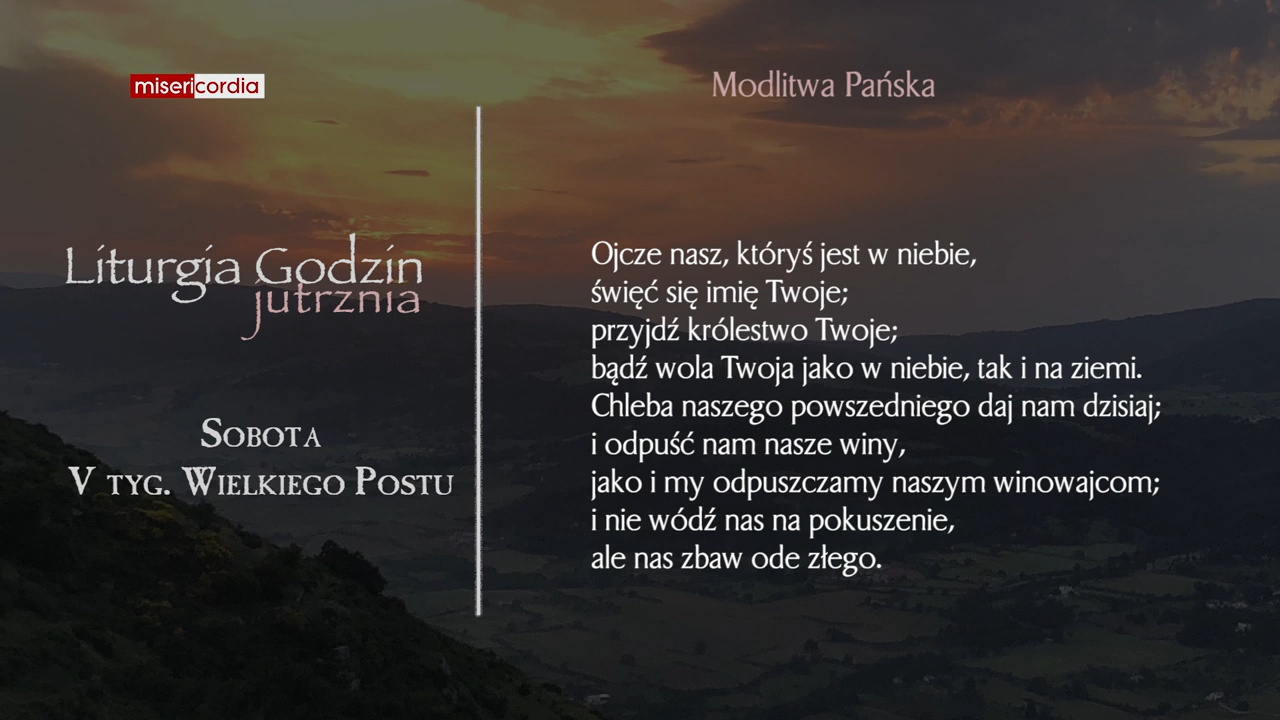 misericordia
Liturgia Godzin
jutrznia
Sobota
V tyg. Wielkiego Postu
Modlitwa Pańska
Ojcze nasz, któryś jest w niebie,
święć się imię Twoje;
przyjdź królestwo Twoje;
bądź wola Twoja jako w niebie, tak i na ziemi.
Chleba naszego powszedniego daj nam dzisiaj;
i odpuść nam nasze winy,
jako i my odpuszczamy naszym winowajcom;
i nie wódź nas na pokuszenie,
ale nas zbaw ode złego.